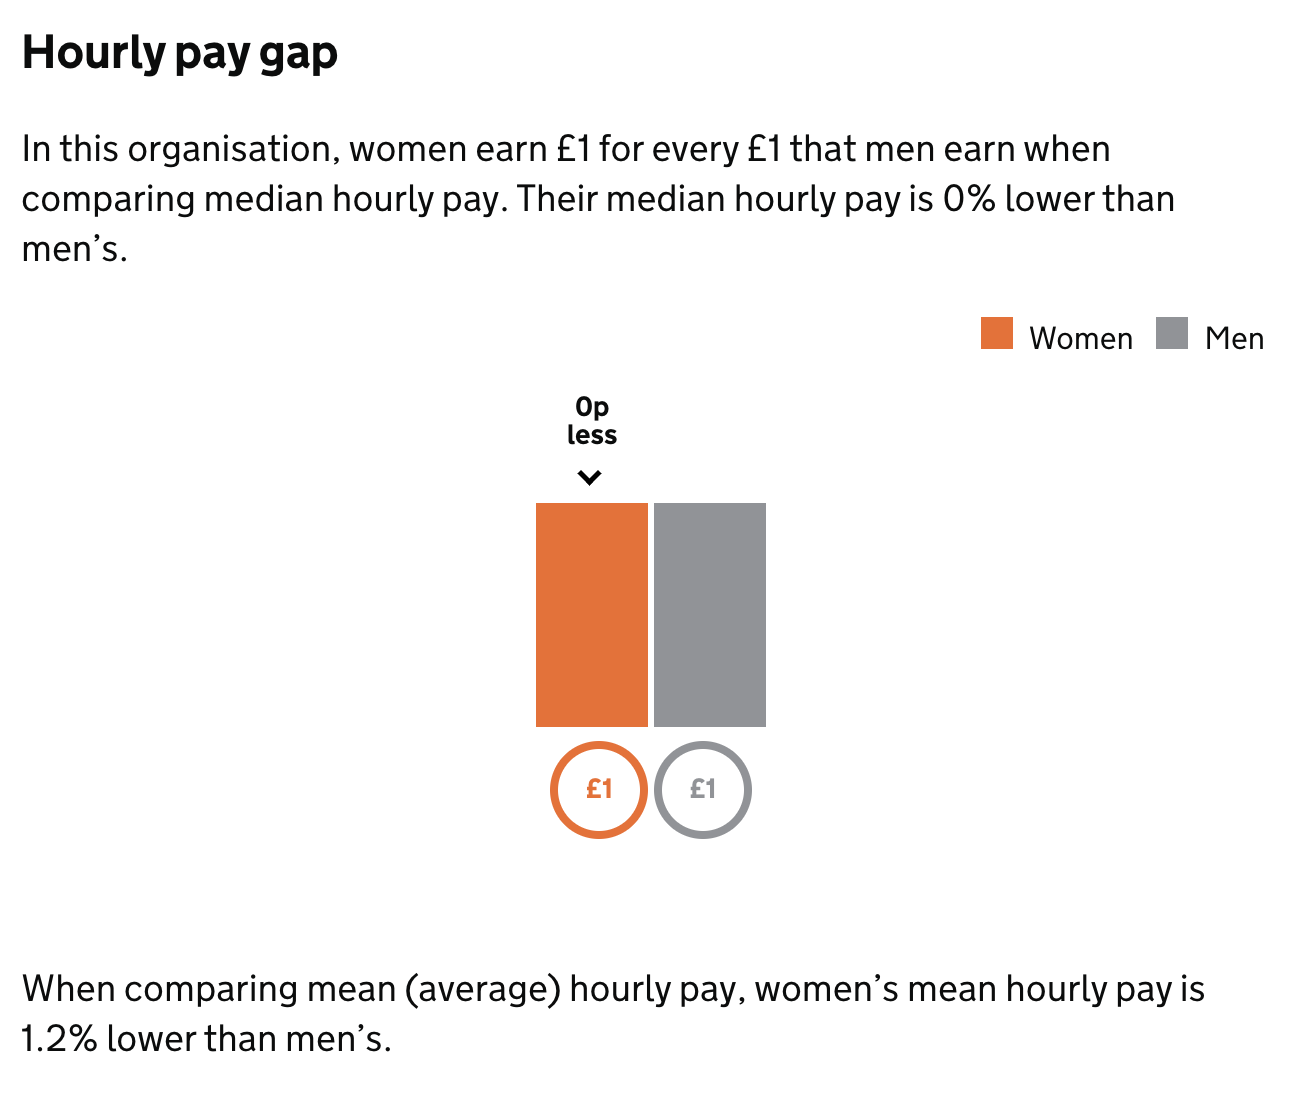 Hourly pay gap
In this organisation, women earn £1 for every £1 that men earn when
comparing median hourly pay. Their median hourly pay is 0% lower than
men’s.
Women Men
0p
less
£1 £1
When comparing mean (average) hourly pay, women’s mean hourly pay is
1.2% lower than men’s.